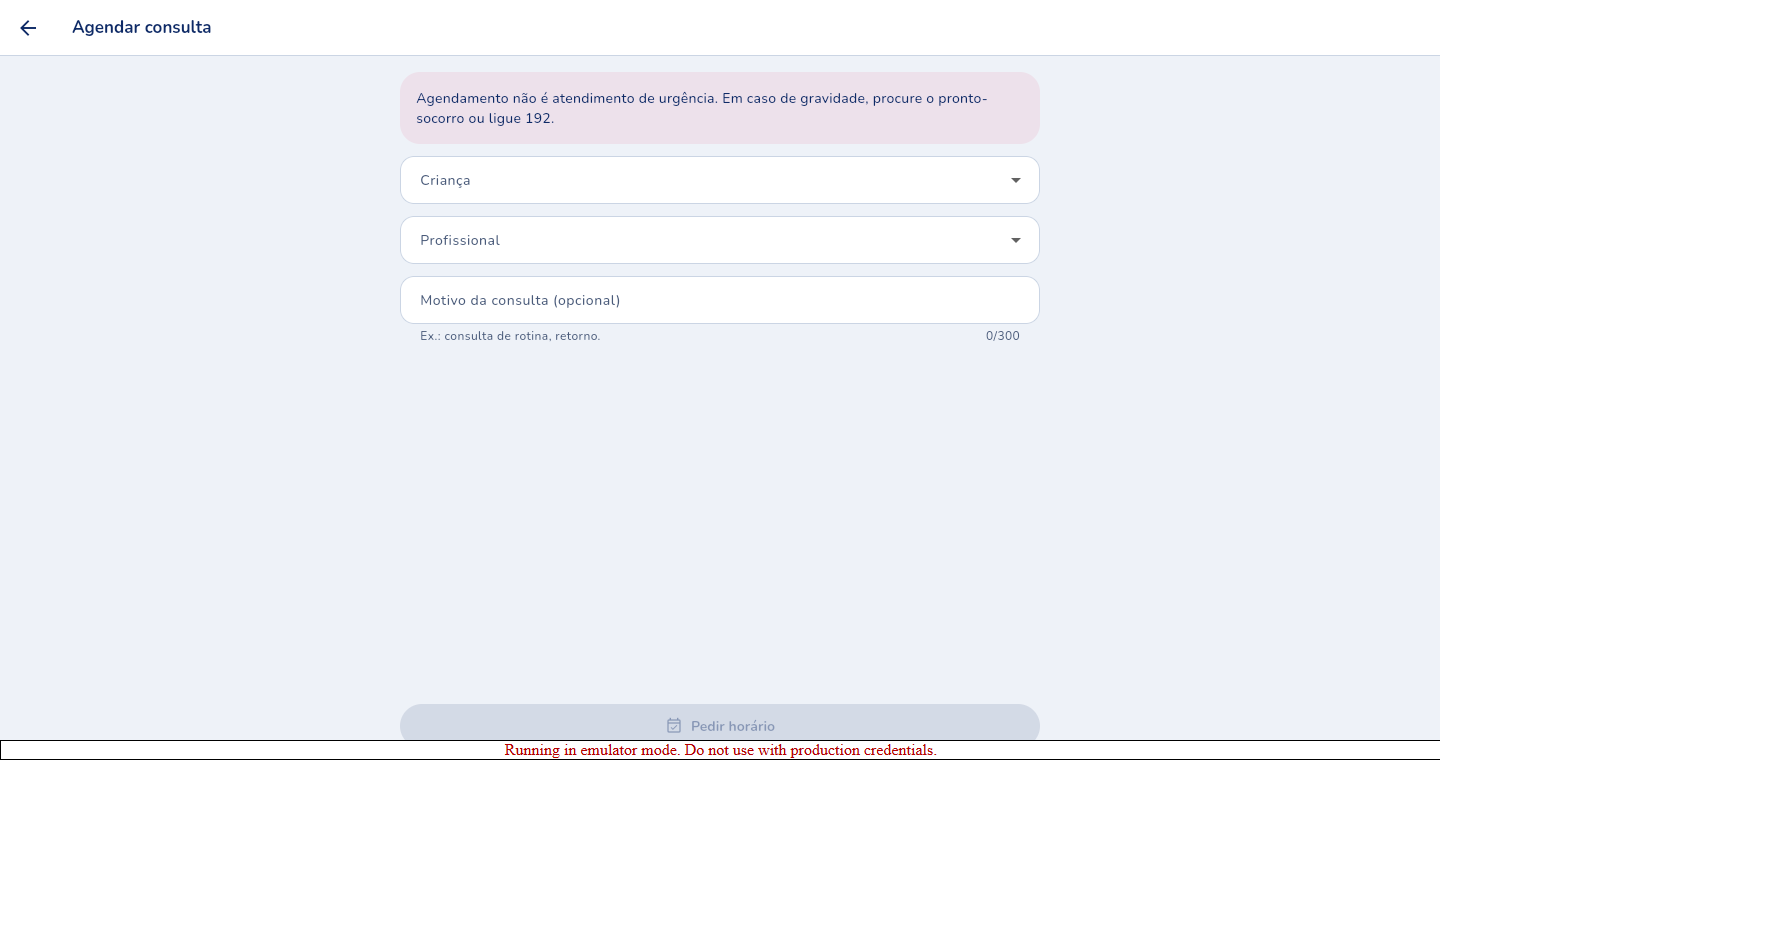 Agendar consulta
Agendamento não é atendimento de urgência. Em caso de gravidade, procure o pronto-
socorro ou ligue 192.
Criança
Profissional
Motivo da consulta (opcional)
Ex.: consulta de rotina, retorno.
0/300
Pedir horário
Running in emulator mode. Do not use with production credentials.